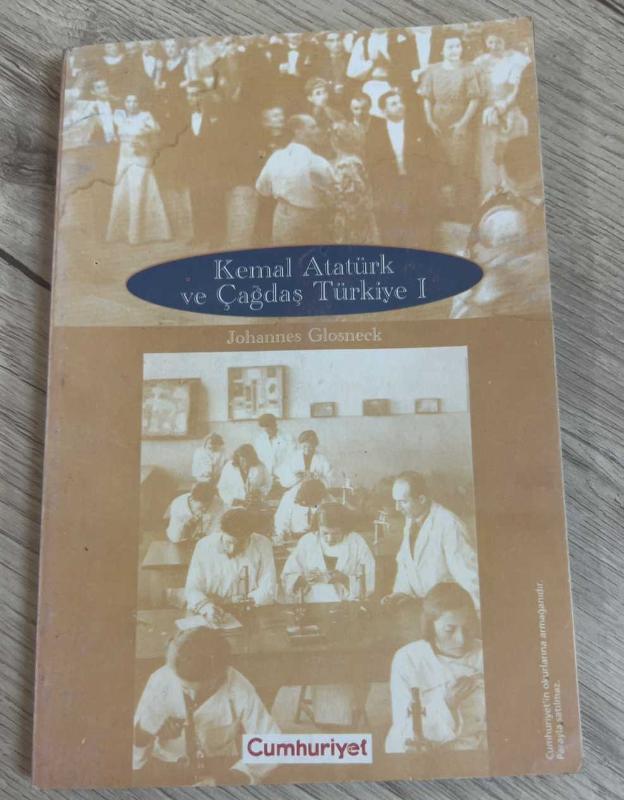 Kemal Atatürk
ve Çağdaş Türkiye I
Johannes Glosneck
Cumhuriyet'in okurlarına armağanıdır.
Parayla satılmaz.
Cumhuriyet